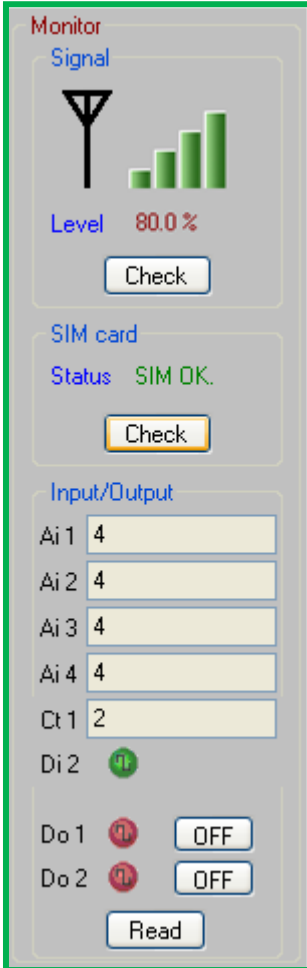 Monitor
Signal
Level 80.0 %
Check
SIM card
Status SIM OK.
Check
Input/Output
Ai 1 4
Ai 2 4
Ai 3 4
Ai 4 4
Ct 1 2
Di 2
Do 1 OFF
Do 2 OFF
Read